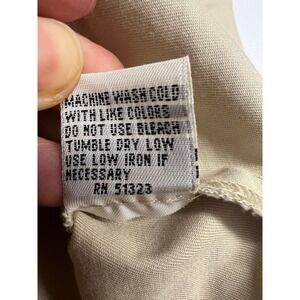 MACHINE WASH COLD
WITH LIKE COLORS
DO NOT USE BLEACH
TUMBLE DRY LOW
USE LOW IRON IF
NECESSARY
RN 51323